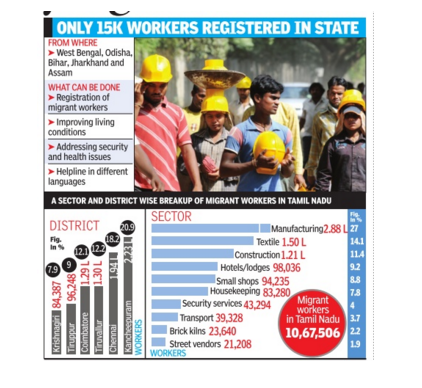 ONLY 15K WORKERS REGISTERED IN STATE
FROM WHERE
➤ West Bengal, Odisha,
Bihar, Jharkhand and
Assam
WHAT CAN BE DONE
➤ Registration of
migrant workers
➤ Improving living
conditions
➤ Addressing security
and health issues
➤ Helpline in different
languages
A SECTOR AND DISTRICT WISE BREAKUP OF MIGRANT WORKERS IN TAMIL NADU
DISTRICT
Fig.
in %
7.9
9
12.1
12.2
18.2
20.9
Krishnagiri 84,387
Tiruppur 96,248
Coimbatore 1.29 L
Tiruvallur 1.30 L
Chennai 1.94 L
Kancheepuram 2.23 L
WORKERS
SECTOR
Fig.
in %
Manufacturing 2.88 L 27
Textile 1.50 L 14.1
Construction 1.21 L 11.4
Hotels/lodges 98,036 9.2
Small shops 94,235 8.8
Housekeeping 83,280 7.8
Security services 43,294 4
Transport 39,328 3.7
Brick kilns 23,640 2.2
Street vendors 21,208 1.9
WORKERS
Migrant
workers
in Tamil Nadu
10,67,506